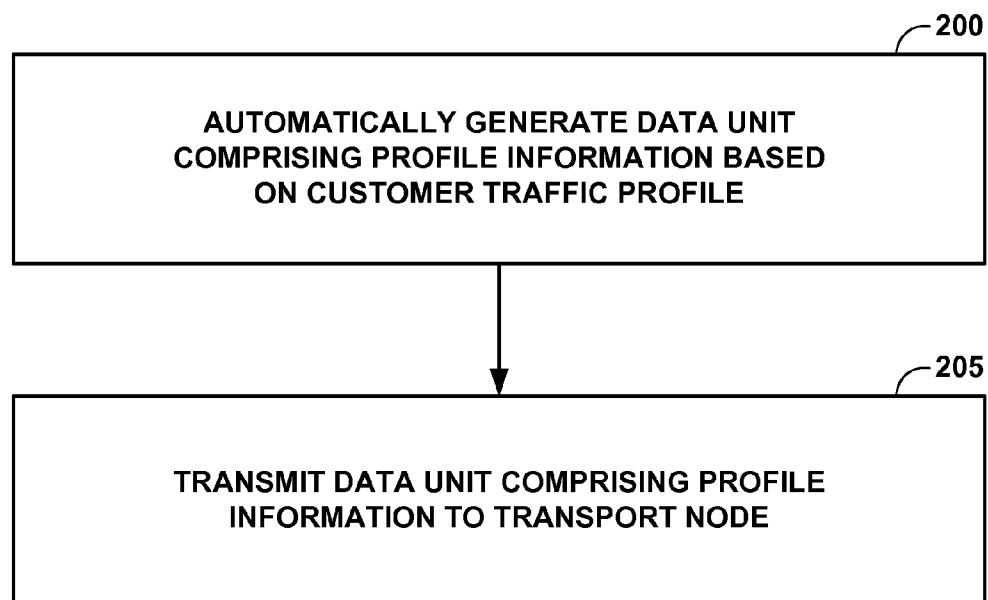 200
AUTOMATICALLY GENERATE DATA UNIT
COMPRISING PROFILE INFORMATION BASED
ON CUSTOMER TRAFFIC PROFILE
205
TRANSMIT DATA UNIT COMPRISING PROFILE
INFORMATION TO TRANSPORT NODE